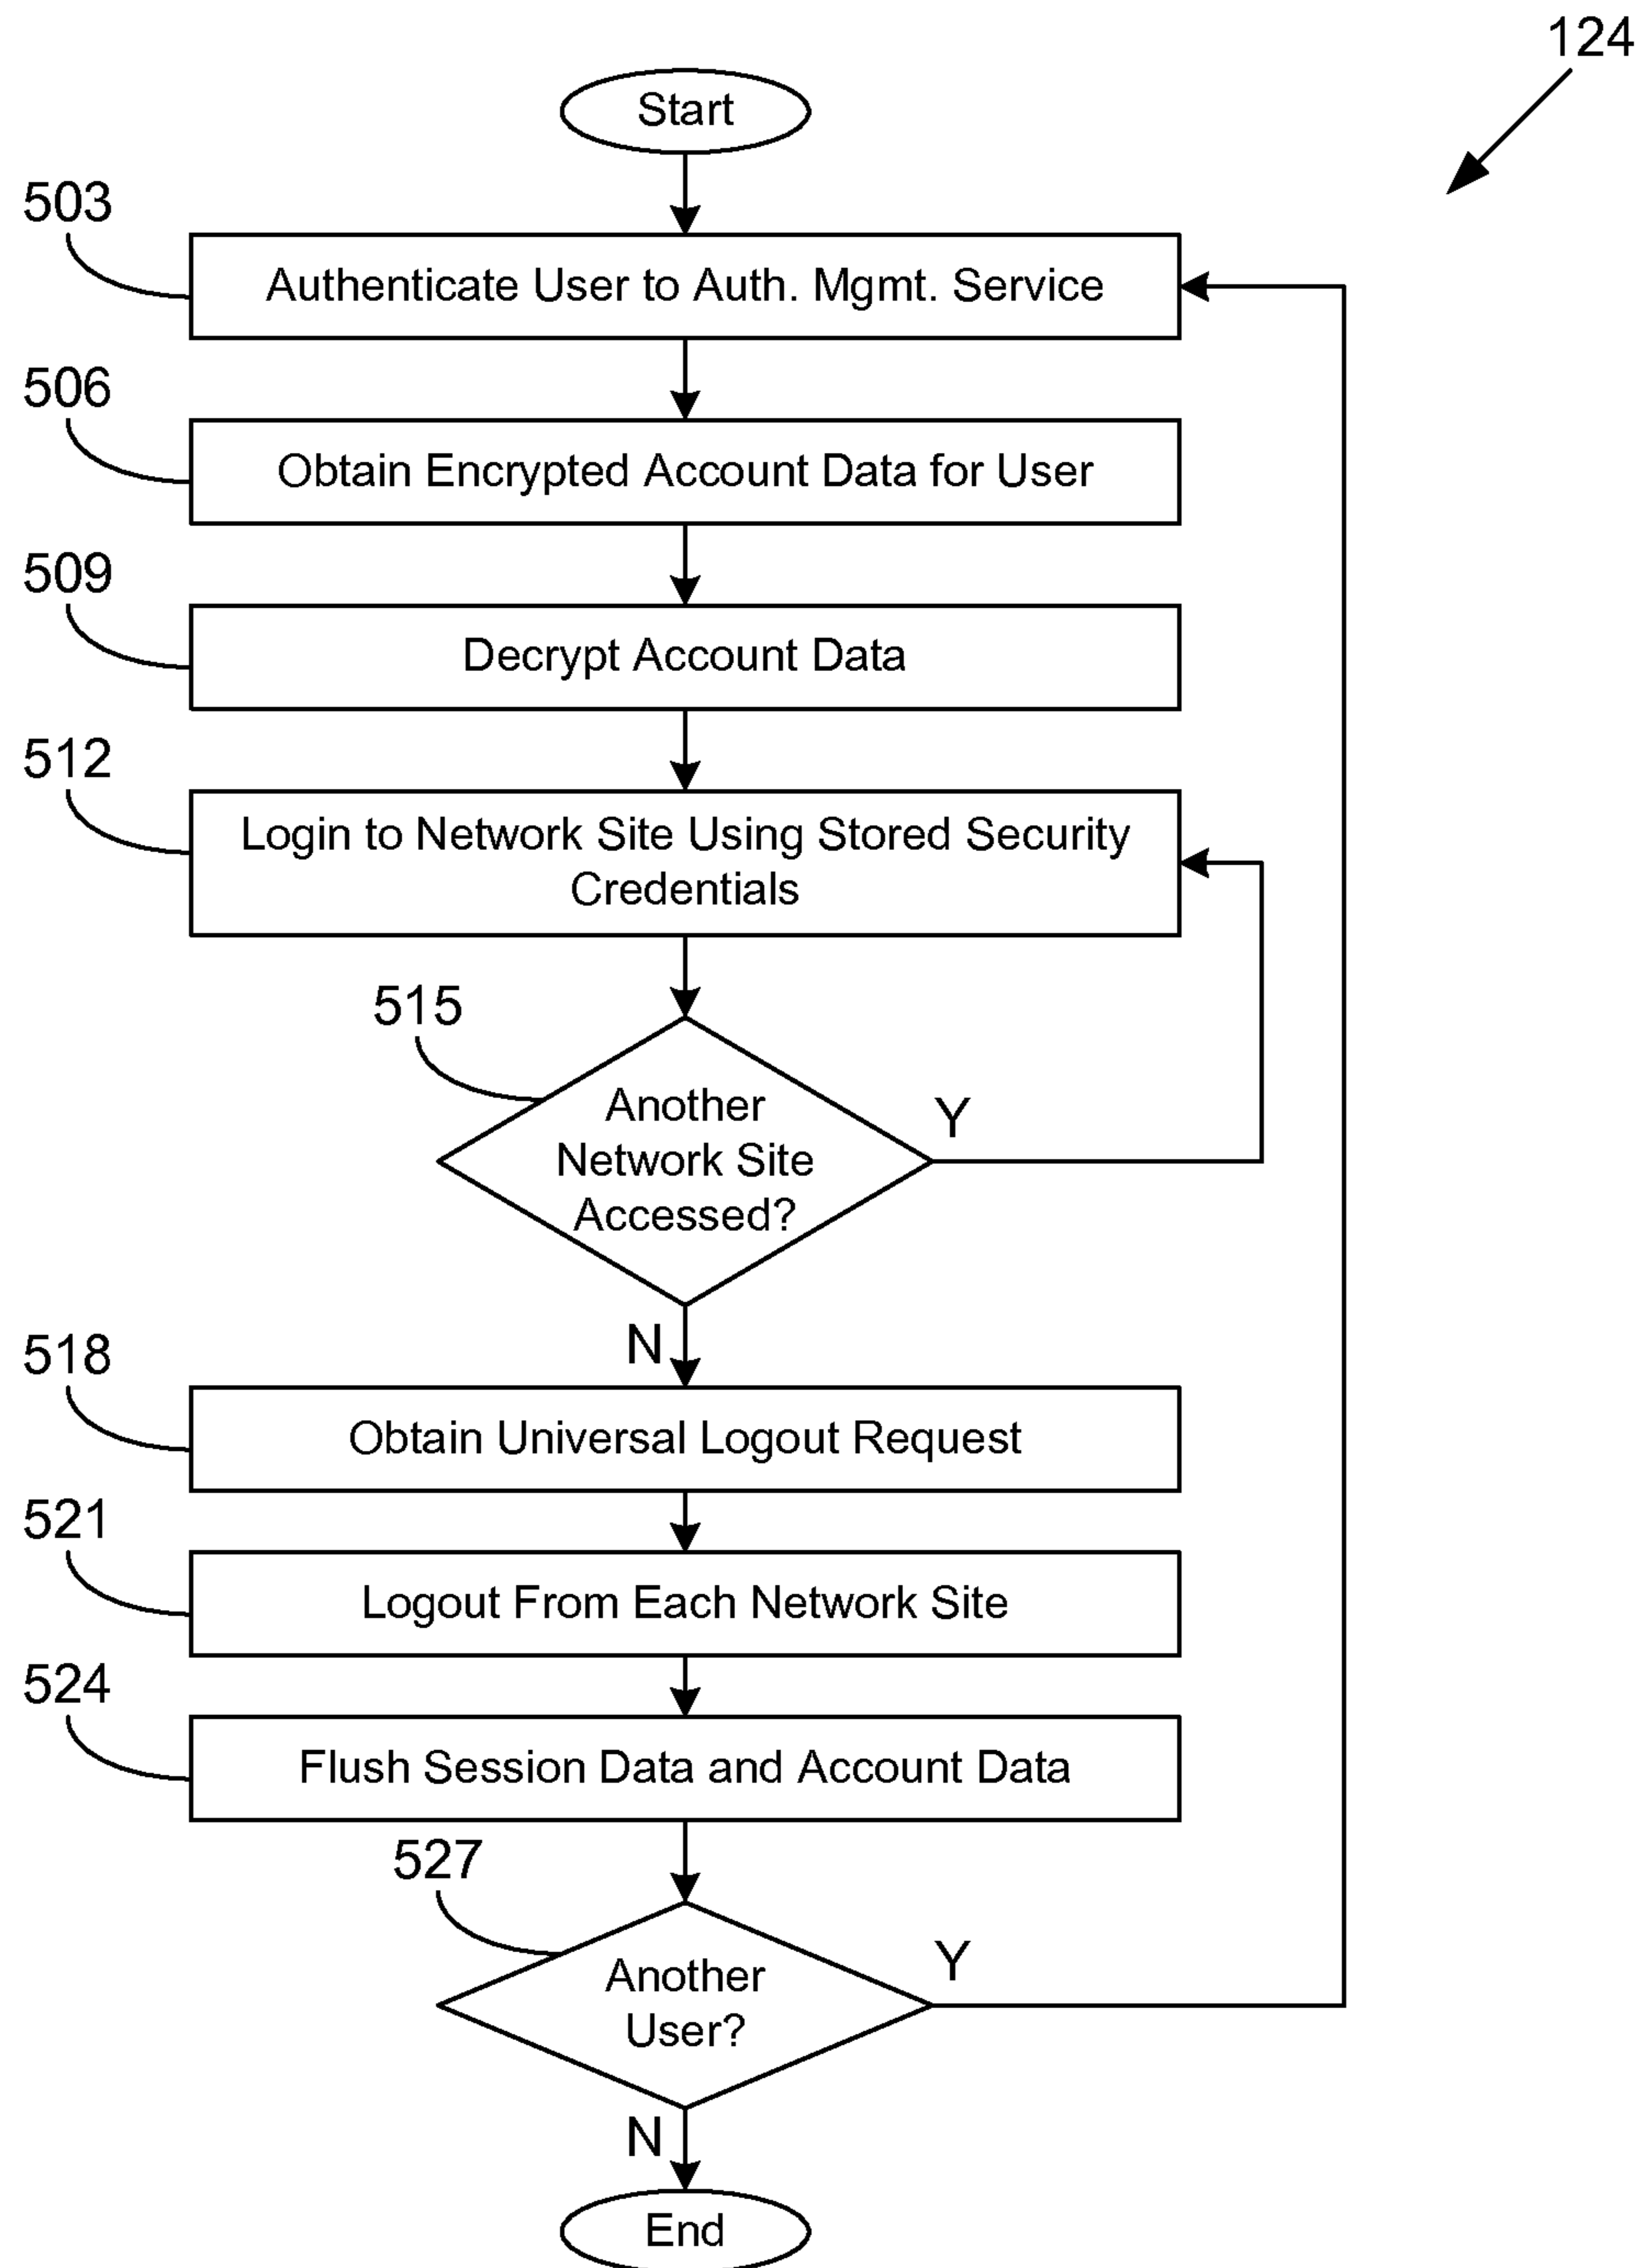 124
Start
503
Authenticate User to Auth. Mgmt. Service
506
Obtain Encrypted Account Data for User
509
Decrypt Account Data
512
Login to Network Site Using Stored Security
Credentials
515
Another
Network Site
Accessed?
Y
N
518
Obtain Universal Logout Request
521
Logout From Each Network Site
524
Flush Session Data and Account Data
527
Another
User?
Y
N
End